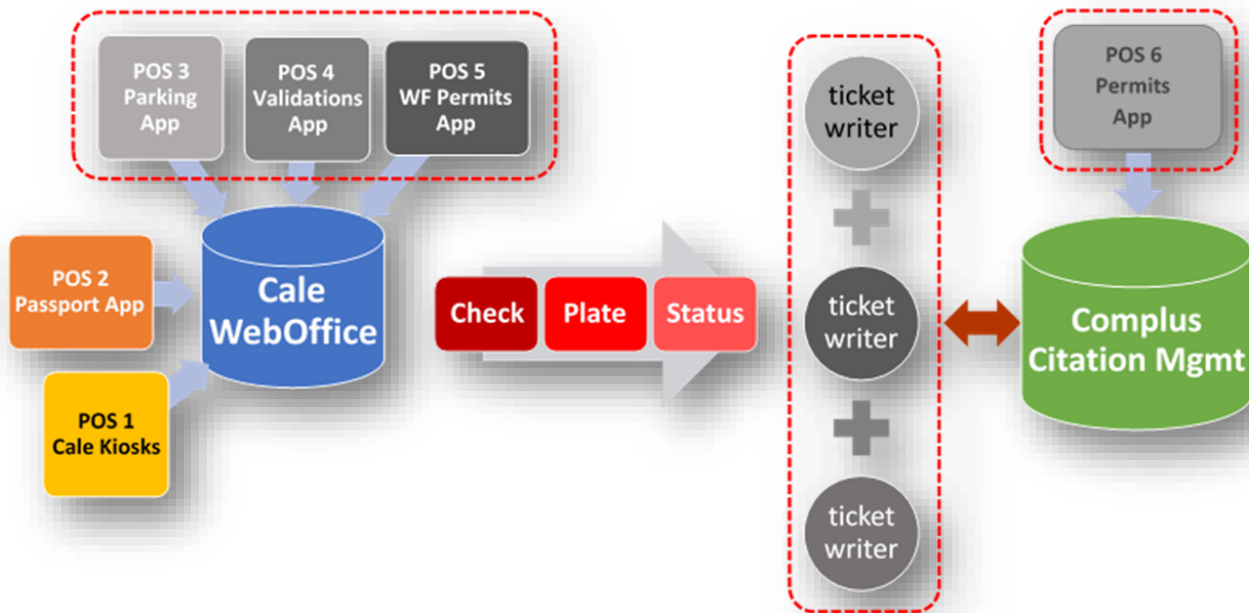 POS 3
Parking
App
POS 4
Validations
App
POS 5
WF Permits
App
POS 2
Passport App
POS 1
Cale Kiosks
Cale
WebOffice
Check
Plate
Status
ticket
writer
ticket
writer
ticket
writer
POS 6
Permits
App
Complus
Citation Mgmt